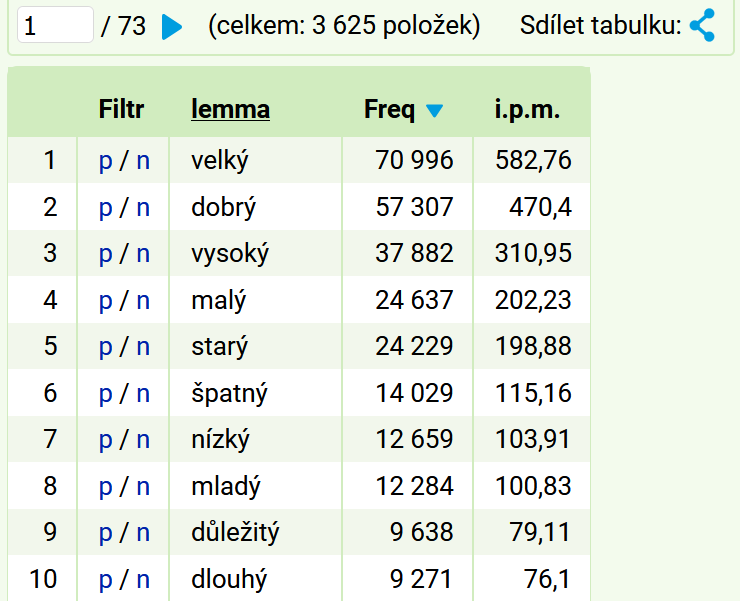 1 / 73 (celkem: 3 625 položek) Sdílet tabulku:
Filtr lemma Freq i.p.m.
1 p / n velký 70 996 582,76
2 p / n dobrý 57 307 470,4
3 p / n vysoký 37 882 310,95
4 p / n malý 24 637 202,23
5 p / n starý 24 229 198,88
6 p / n špatný 14 029 115,16
7 p / n nízký 12 659 103,91
8 p / n mladý 12 284 100,83
9 p / n důležitý 9 638 79,11
10 p / n dlouhý 9 271 76,1